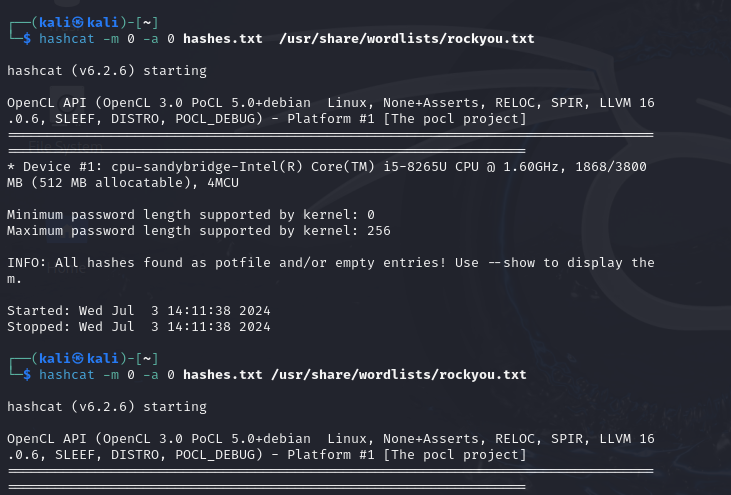 ┌──(kali㉿kali)-[~]
└─$ hashcat -m 0 -a 0 hashes.txt  /usr/share/wordlists/rockyou.txt
hashcat (v6.2.6) starting
OpenCL API (OpenCL 3.0 PoCL 5.0+debian  Linux, None+Asserts, RELOC, SPIR, LLVM 16
.0.6, SLEEF, DISTRO, POCL_DEBUG) - Platform #1 [The pocl project]
* Device #1: cpu-sandybridge-Intel(R) Core(TM) i5-8265U CPU @ 1.60GHz, 1868/3800
MB (512 MB allocatable), 4MCU
Minimum password length supported by kernel: 0
Maximum password length supported by kernel: 256
INFO: All hashes found as potfile and/or empty entries! Use --show to display the
m.
Started: Wed Jul  3 14:11:38 2024
Stopped: Wed Jul  3 14:11:38 2024
┌──(kali㉿kali)-[~]
└─$ hashcat -m 0 -a 0 hashes.txt /usr/share/wordlists/rockyou.txt
hashcat (v6.2.6) starting
OpenCL API (OpenCL 3.0 PoCL 5.0+debian  Linux, None+Asserts, RELOC, SPIR, LLVM 16
.0.6, SLEEF, DISTRO, POCL_DEBUG) - Platform #1 [The pocl project]